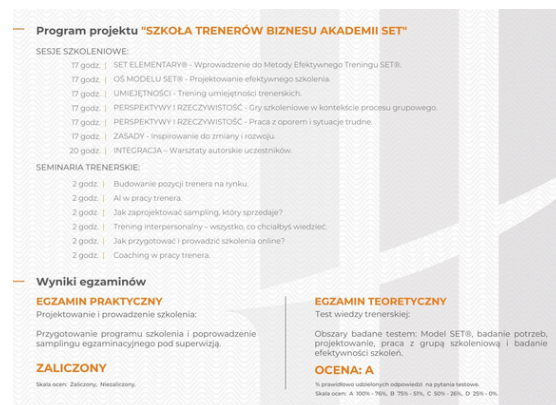 Program projektu "SZKOŁA TRENERÓW BIZNESU AKADEMII SET"
SESJE SZKOLENIOWE:
17 godz. | SET ELEMENTARY® - Wprowadzenie do Metody Efektywnego Treningu SET®.
17 godz. | OŚ MODELU SET® - Projektowanie efektywnego szkolenia.
17 godz. | UMIEJĘTNOŚCI - Trening umiejętności trenerskich.
17 godz. | PERSPEKTYWY I RZECZYWISTOŚĆ - Gry szkoleniowe w kontekście procesu grupowego.
17 godz. | PERSPEKTYWY I RZECZYWISTOŚĆ - Praca z oporem i sytuacje trudne.
17 godz. | ZASADY - Inspirowanie do zmiany i rozwoju.
20 godz. | INTEGRACJA – Warsztaty autorskie uczestników.
SEMINARIA TRENERSKIE:
2 godz. | Budowanie pozycji trenera na rynku.
2 godz. | AI w pracy trenera.
2 godz. | Jak zaprojektować sampling, który sprzedaje?
2 godz. | Trening interpersonalny – wszystko, co chciałbyś wiedzieć
2 godz. | Jak przygotować i prowadzić szkolenia online?
2 godz. | Coaching w pracy trenera.
Wyniki egzaminów
EGZAMIN PRAKTYCZNY
Projektowanie i prowadzenie szkolenia:
Przygotowanie programu szkolenia i poprowadzenie
samplingu egzaminacyjnego pod superwizją.
ZALICZONY
Skala ocen: Zaliczony, Niezaliczony.
EGZAMIN TEORETYCZNY
Test wiedzy trenerskiej:
Obszary badane testem: Model SET®, badanie potrzeb,
projektowanie, praca z grupą szkoleniową i badanie
efektywności szkoleń.
OCENA: A
% prawidłowo udzielonych odpowiedzi na pytania testowe.
Skala ocen: A 100% - 76%, B 75% - 51%, C 50% - 26%, D 25% - 0%.